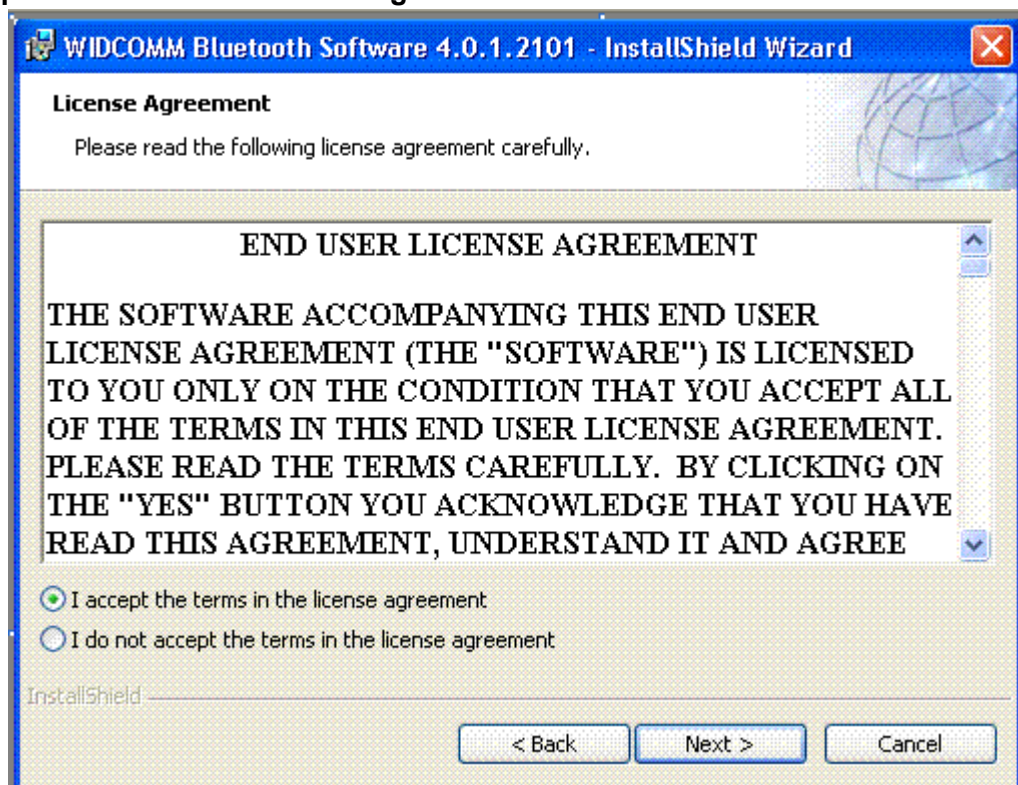 WIDCOMM Bluetooth Software 4.0.1.2101 - InstallShield Wizard
License Agreement
Please read the following license agreement carefully.
END USER LICENSE AGREEMENT
THE SOFTWARE ACCOMPANYING THIS END USER
LICENSE AGREEMENT (THE "SOFTWARE") IS LICENSED
TO YOU ONLY ON THE CONDITION THAT YOU ACCEPT ALL
OF THE TERMS IN THIS END USER LICENSE AGREEMENT.
PLEASE READ THE TERMS CAREFULLY.  BY CLICKING ON
THE "YES" BUTTON YOU ACKNOWLEDGE THAT YOU HAVE
READ THIS AGREEMENT, UNDERSTAND IT AND AGREE
I accept the terms in the license agreement
I do not accept the terms in the license agreement
InstallShield
< Back Next > Cancel